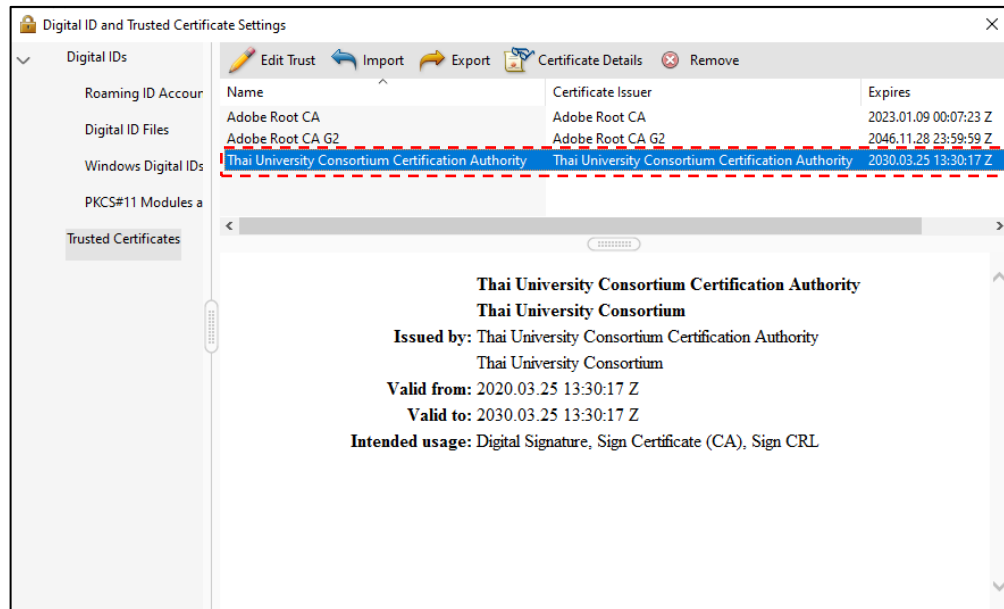 Digital ID and Trusted Certificate Settings
Digital IDs
Roaming ID Accour
Digital ID Files
Windows Digital IDs
PKCS#11 Modules a
Trusted Certificates
Edit Trust Import Export Certificate Details Remove
Name Certificate Issuer Expires
Adobe Root CA Adobe Root CA 2023.01.09 00:07:23 Z
Adobe Root CA G2 Adobe Root CA G2 2046.11.28 23:59:59 Z
Thai University Consortium Certification Authority Thai University Consortium Certification Authority 2030.03.25 13:30:17 Z
Thai University Consortium Certification Authority
Thai University Consortium
Issued by: Thai University Consortium Certification Authority
Thai University Consortium
Valid from: 2020.03.25 13:30:17 Z
Valid to: 2030.03.25 13:30:17 Z
Intended usage: Digital Signature, Sign Certificate (CA), Sign CRL